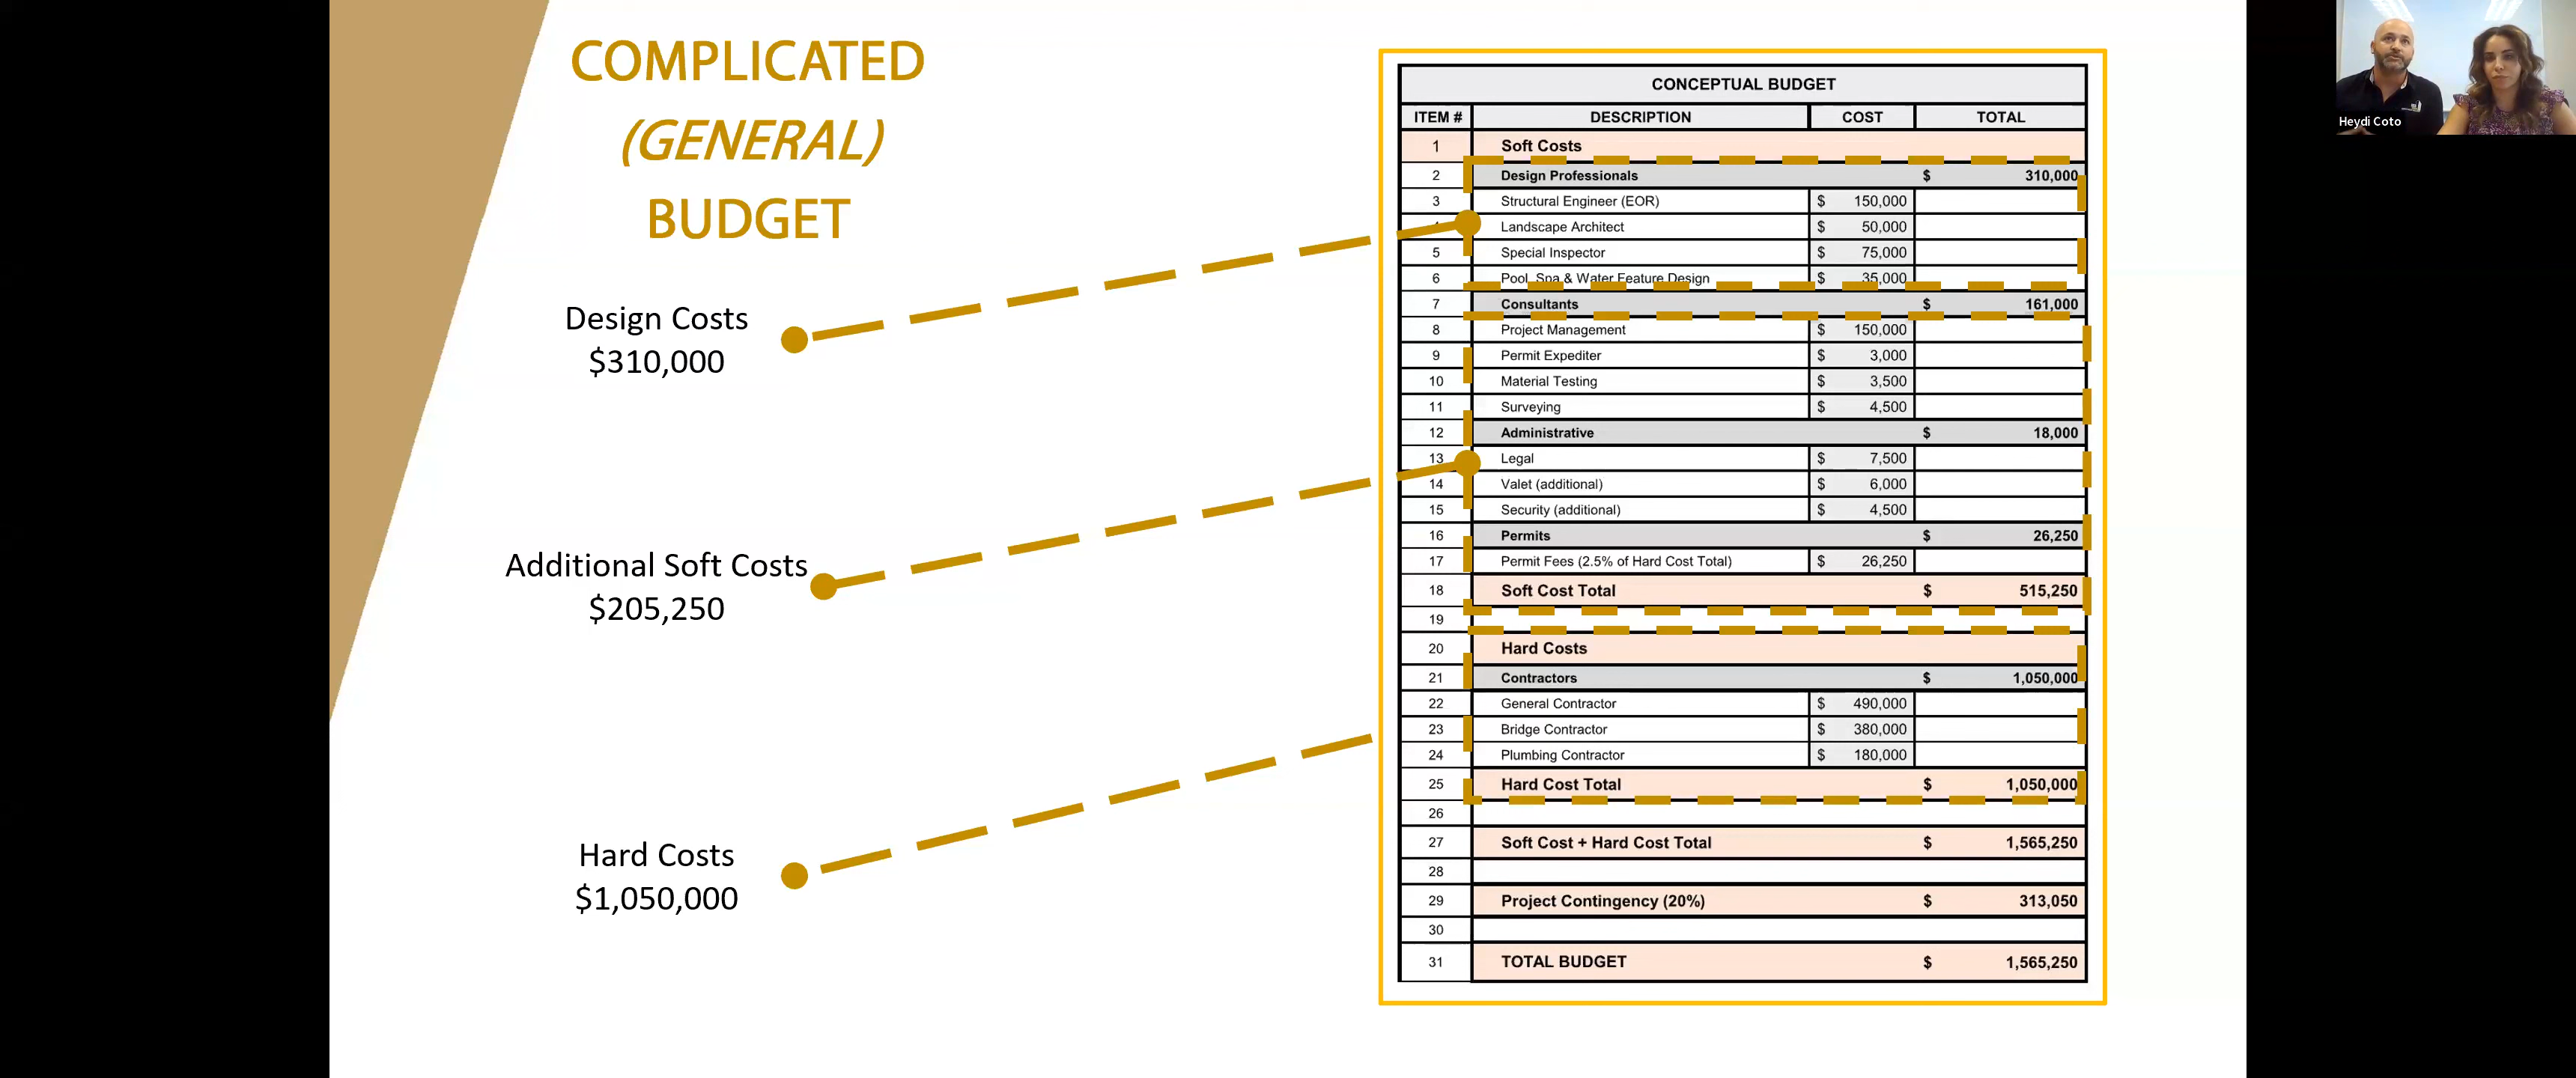 COMPLICATED
(GENERAL)
BUDGET
Design Costs
$310,000
Additional Soft Costs
$205,250
Hard Costs
$1,050,000
CONCEPTUAL BUDGET
ITEM # DESCRIPTION COST TOTAL
1 Soft Costs
2 Design Professionals $ 310,000
3 Structural Engineer (EOR) $ 150,000
Landscape Architect $ 50,000
5 Special Inspector $ 75,000
6 Pool, Spa & Water Feature Design $ 35,000
7 Consultants $ 161,000
8 Project Management $ 150,000
9 Permit Expediter $ 3,000
10 Material Testing $ 3,500
11 Surveying $ 4,500
12 Administrative $ 18,000
13 Legal $ 7,500
14 Valet (additional) $ 6,000
15 Security (additional) $ 4,500
16 Permits $ 26,250
17 Permit Fees (2.5% of Hard Cost Total) $ 26,250
18 Soft Cost Total $ 515,250
19
20 Hard Costs
21 Contractors $ 1,050,000
22 General Contractor $ 490,000
23 Bridge Contractor $ 380,000
24 Plumbing Contractor $ 180,000
25 Hard Cost Total $ 1,050,000
26
27 Soft Cost + Hard Cost Total $ 1,565,250
28
29 Project Contingency (20%) $ 313,050
30
31 TOTAL BUDGET $ 1,565,250
Heydi Coto